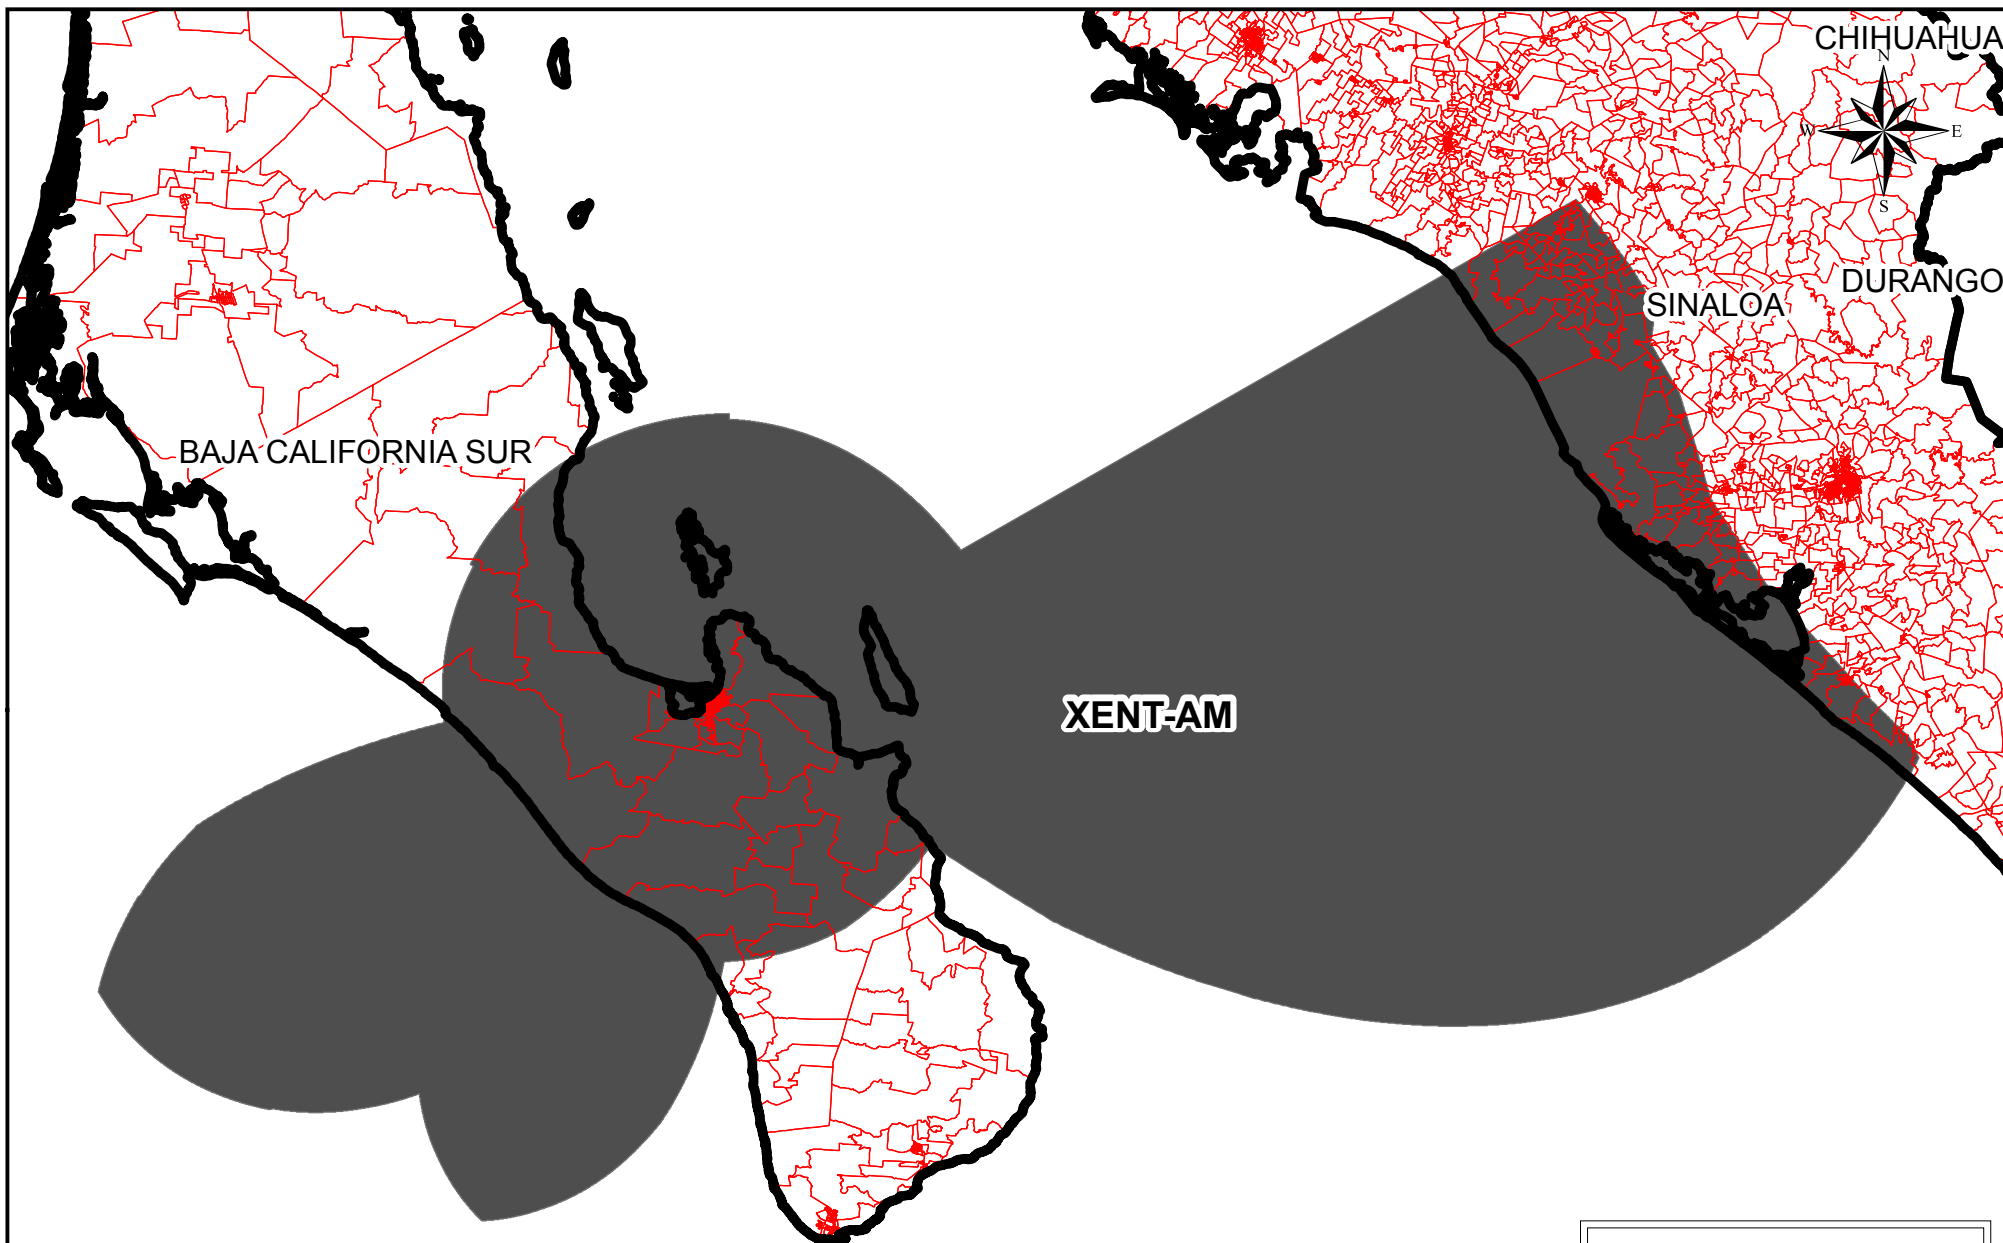 CHIHUAHUA
N
W
E
S
DURANGO
SINALOA
BAJA CALIFORNIA SUR
XENT-AM